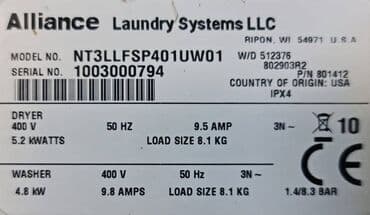 Alliance Laundry Systems LLC
RIPON, WI 54971 U.S.A
MODEL NO. NT3LLFSP401UW01 W/D 512376
802903R2
SERIAL NO. 1003000794 P/N 801412
COUNTRY OF ORIGIN: USA
IPX4
DRYER
400 V 50 HZ 9.5 AMP 3N~ 10
5.2 kWATTS LOAD SIZE 8.1 KG
WASHER 400 V 50 HZ 3N~
4.8 kW 9.8 AMPS LOAD SIZE 8.1 KG 1.4/8.3 BAR
CE